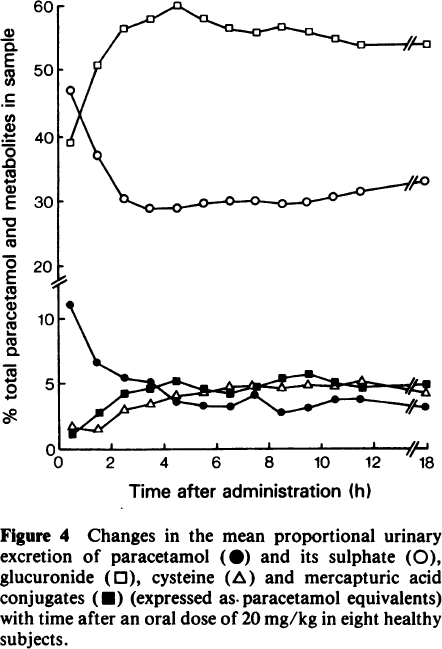 % total paracetamol and metabolites in sample
60
50
40
30
20
10
5
0
0 2 4 6 8 10 12 18
Time after administration (h)
Figure 4 Changes in the mean proportional urinary
excretion of paracetamol (●) and its sulphate (○),
glucuronide (□), cysteine (△) and mercapturic acid
conjugates (■) (expressed as paracetamol equivalents)
with time after an oral dose of 20 mg/kg in eight healthy
subjects.